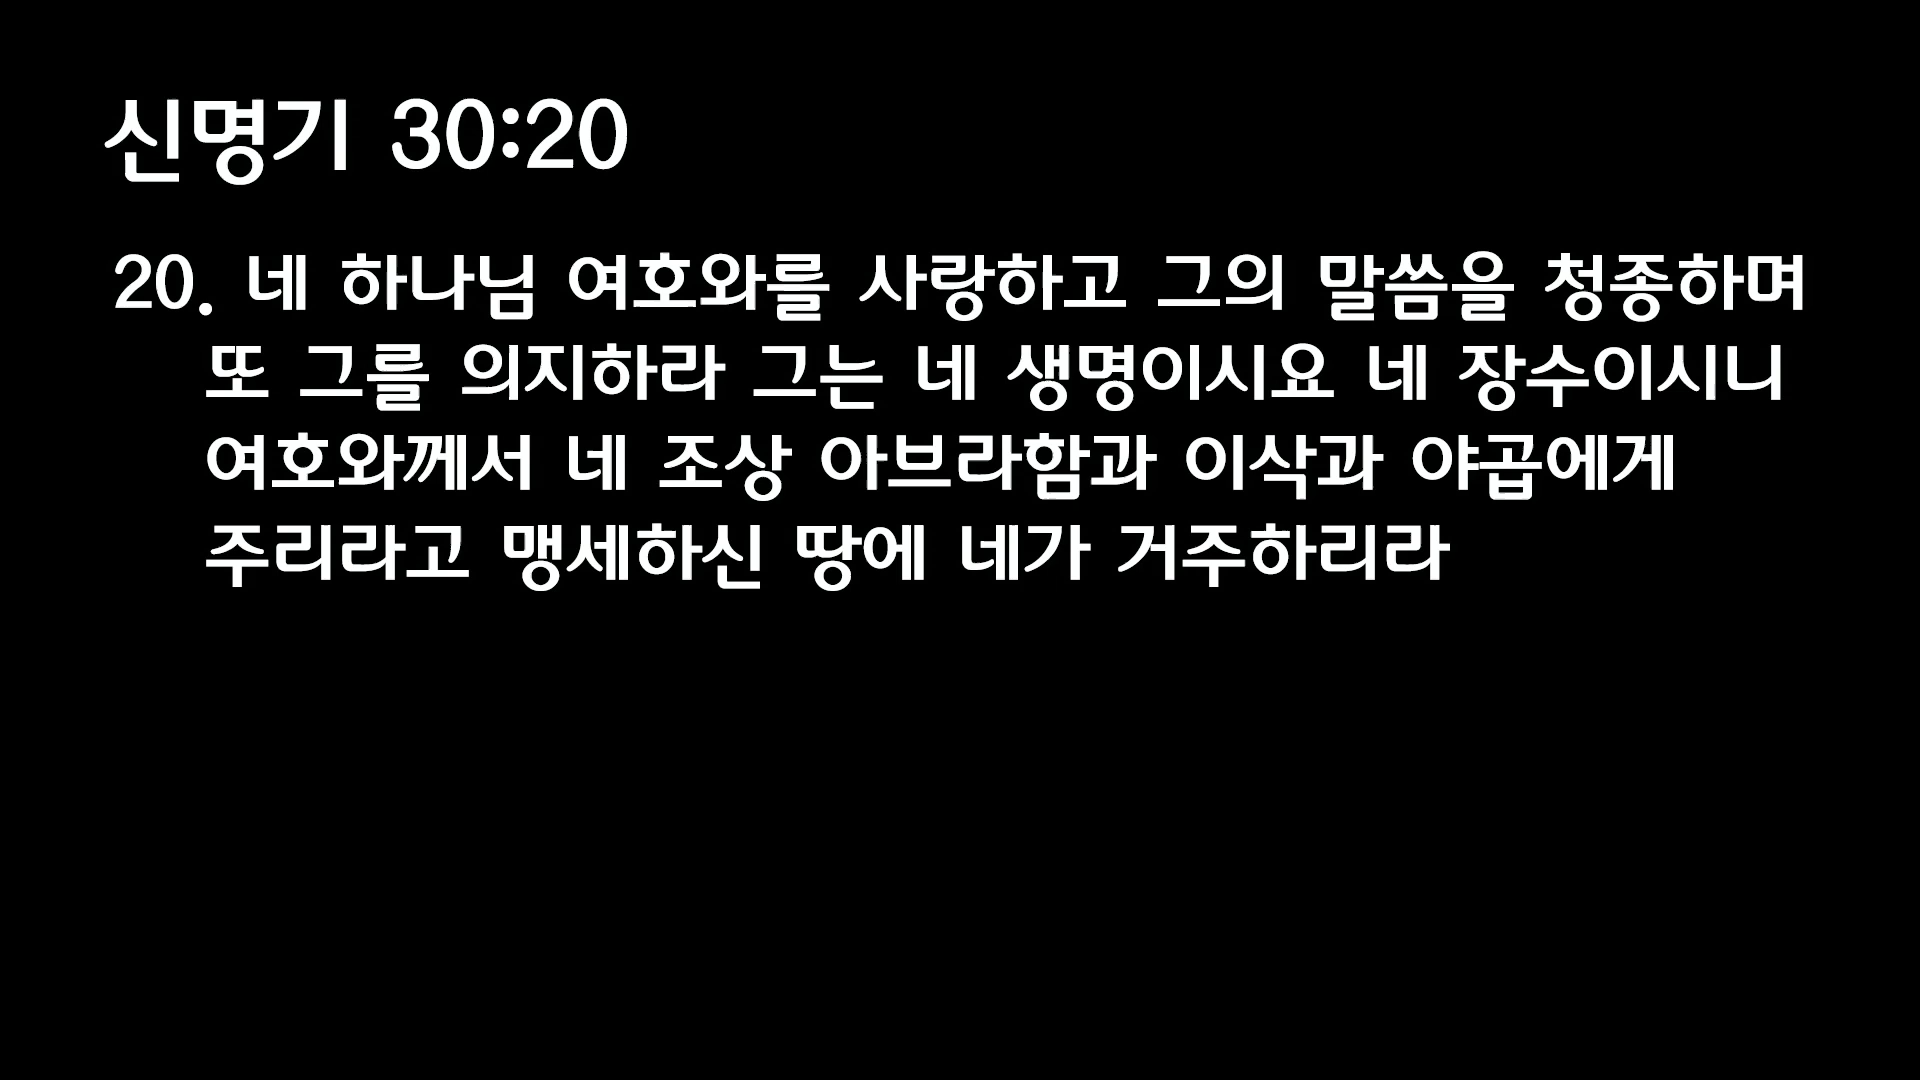 신명기 30:20
20. 네 하나님 여호와를 사랑하고 그의 말씀을 청종하며
또 그를 의지하라 그는 네 생명이시요 네 장수이시니
여호와께서 네 조상 아브라함과 이삭과 야곱에게
주리라고 맹세하신 땅에 네가 거주하리라